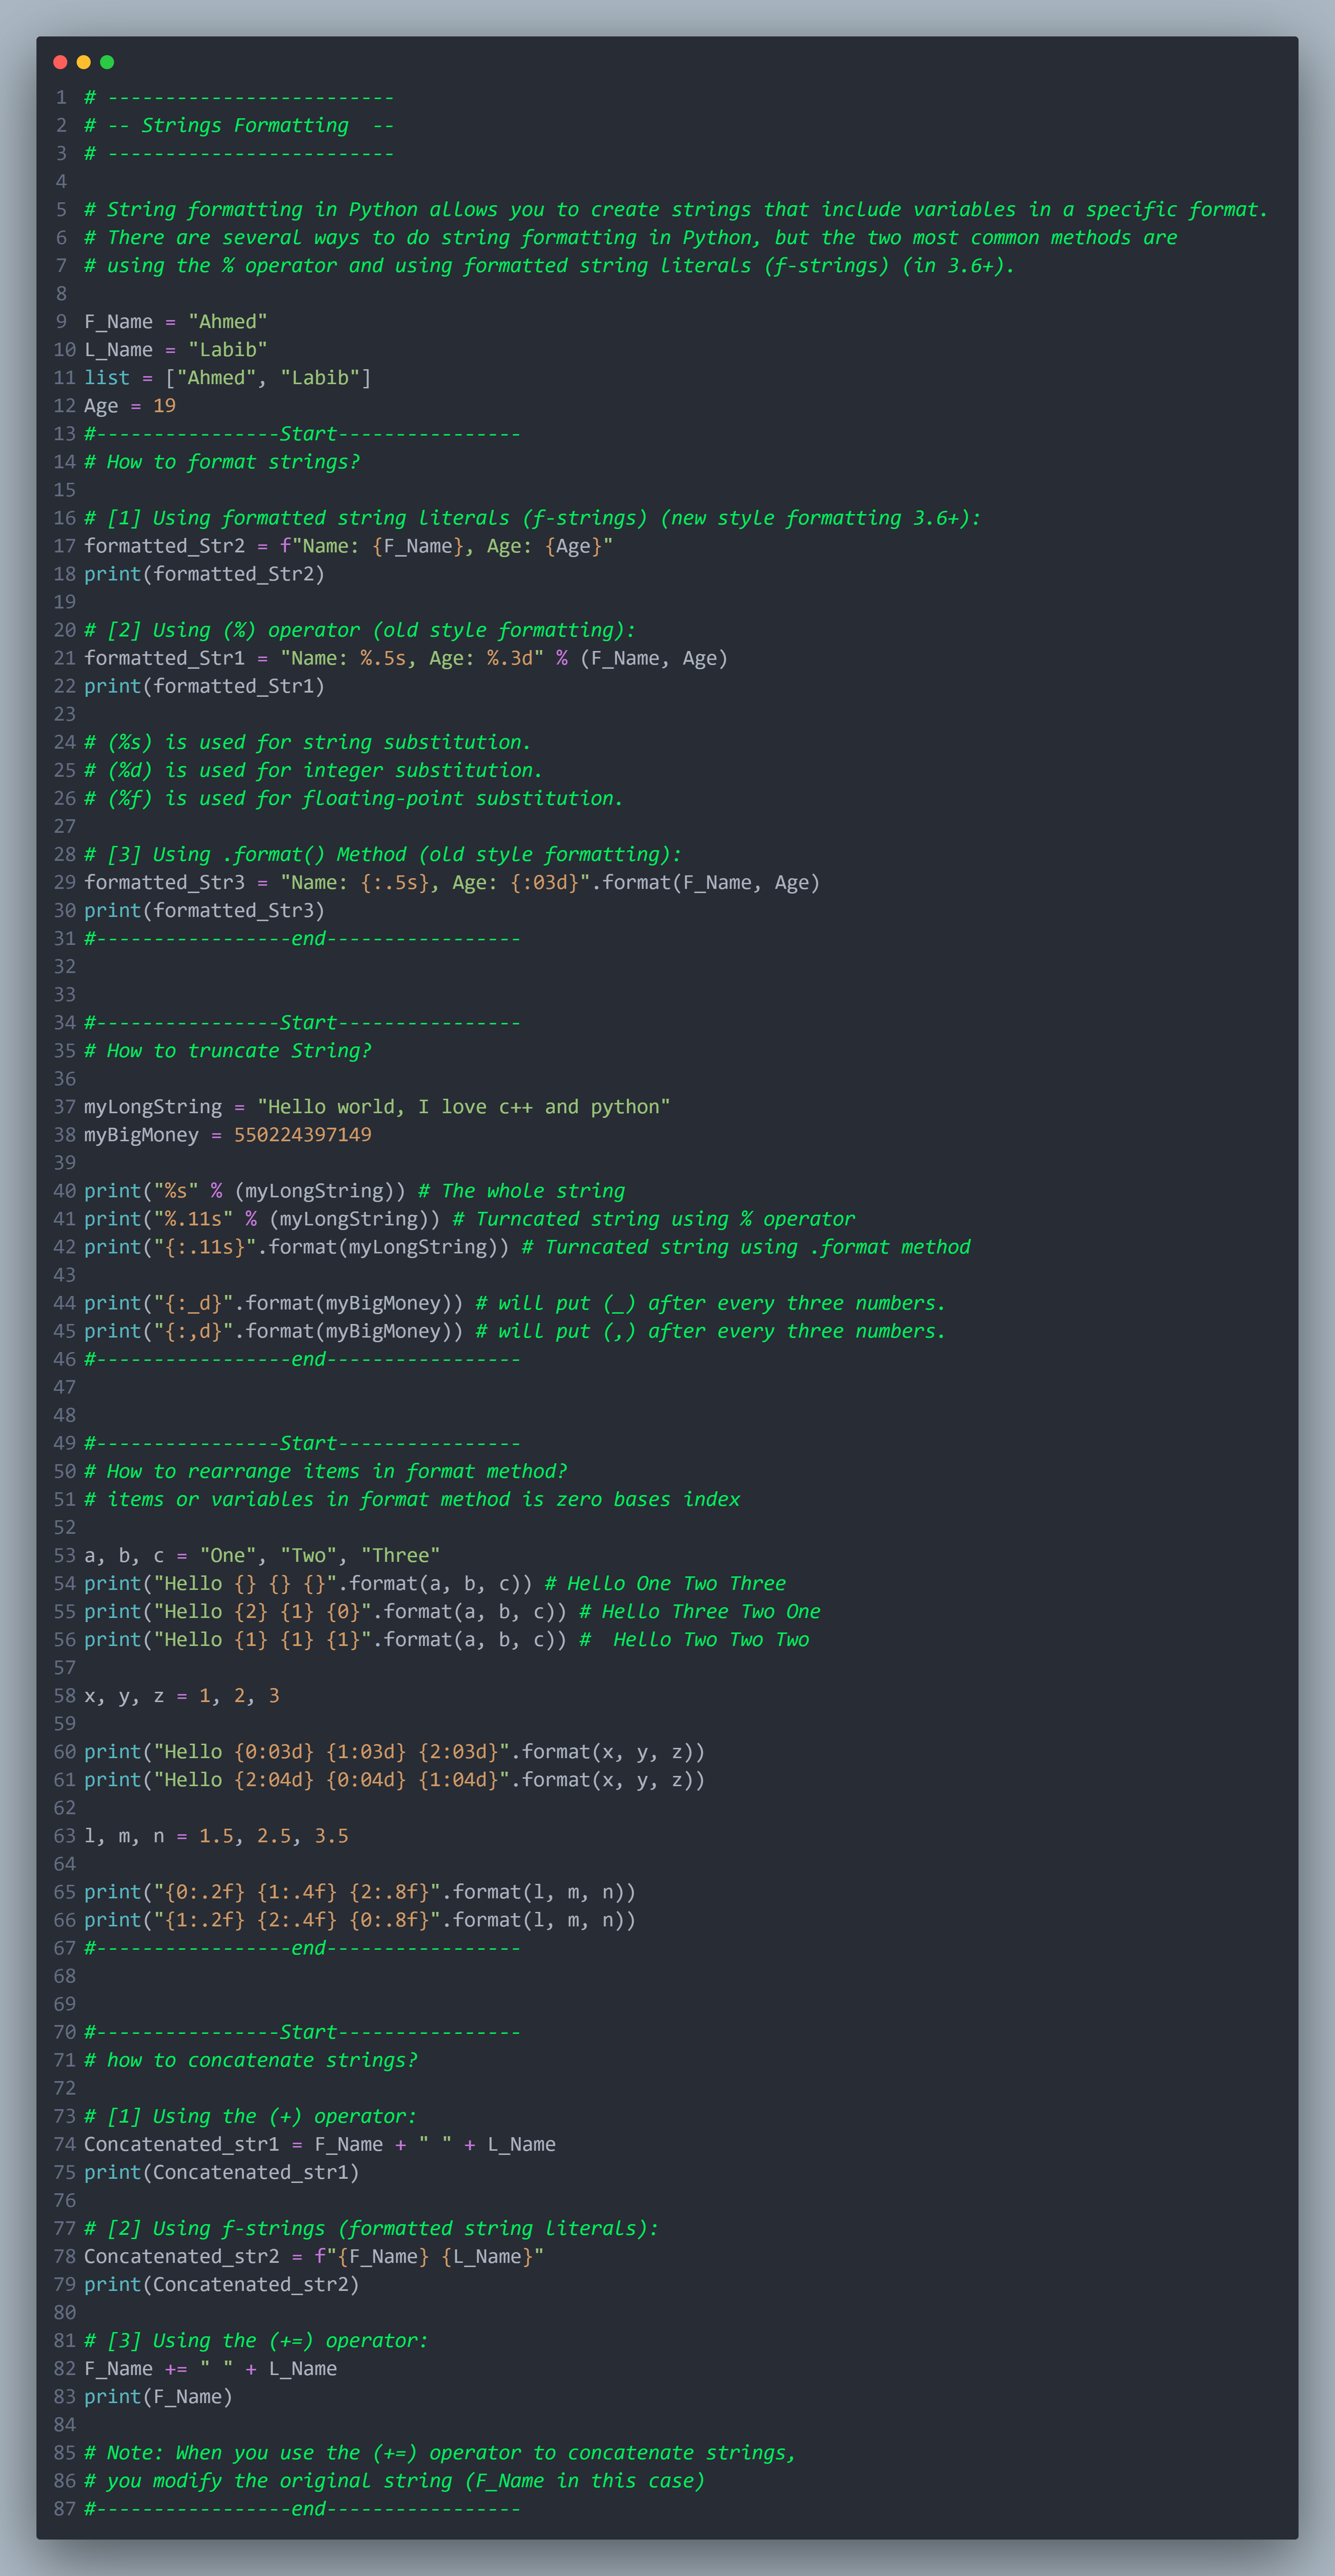 1 # -------------------------
2 # -- Strings Formatting  --
3 # -------------------------
4
5 # String formatting in Python allows you to create strings that include variables in a specific format.
6 # There are several ways to do string formatting in Python, but the two most common methods are
7 # using the % operator and using formatted string literals (f-strings) (in 3.6+).
8
9 F_Name = "Ahmed"
10 L_Name = "Labib"
11 list = ["Ahmed", "Labib"]
12 Age = 19
13 #----------------Start----------------
14 # How to format strings?
15
16 # [1] Using formatted string literals (f-strings) (new style formatting 3.6+):
17 formatted_Str2 = f"Name: {F_Name}, Age: {Age}"
18 print(formatted_Str2)
19
20 # [2] Using (%) operator (old style formatting):
21 formatted_Str1 = "Name: %.5s, Age: %.3d" % (F_Name, Age)
22 print(formatted_Str1)
23
24 # (%s) is used for string substitution.
25 # (%d) is used for integer substitution.
26 # (%f) is used for floating-point substitution.
27
28 # [3] Using .format() Method (old style formatting):
29 formatted_Str3 = "Name: {:.5s}, Age: {:03d}".format(F_Name, Age)
30 print(formatted_Str3)
31 #-----------------end-----------------
32
33
34 #----------------Start----------------
35 # How to truncate String?
36
37 myLongString = "Hello world, I love c++ and python"
38 myBigMoney = 550224397149
39
40 print("%s" % (myLongString)) # The whole string
41 print("%.11s" % (myLongString)) # Turncated string using % operator
42 print("{:.11s}".format(myLongString)) # Turncated string using .format method
43
44 print("{:_d}".format(myBigMoney)) # will put (_) after every three numbers.
45 print("{:,d}".format(myBigMoney)) # will put (,) after every three numbers.
46 #-----------------end-----------------
47
48
49 #----------------Start----------------
50 # How to rearrange items in format method?
51 # items or variables in format method is zero bases index
52
53 a, b, c = "One", "Two", "Three"
54 print("Hello {} {} {}".format(a, b, c)) # Hello One Two Three
55 print("Hello {2} {1} {0}".format(a, b, c)) # Hello Three Two One
56 print("Hello {1} {1} {1}".format(a, b, c)) #  Hello Two Two Two
57
58 x, y, z = 1, 2, 3
59
60 print("Hello {0:03d} {1:03d} {2:03d}".format(x, y, z))
61 print("Hello {2:04d} {0:04d} {1:04d}".format(x, y, z))
62
63 l, m, n = 1.5, 2.5, 3.5
64
65 print("{0:.2f} {1:.4f} {2:.8f}".format(l, m, n))
66 print("{1:.2f} {2:.4f} {0:.8f}".format(l, m, n))
67 #-----------------end-----------------
68
69
70 #----------------Start----------------
71 # how to concatenate strings?
72
73 # [1] Using the (+) operator:
74 Concatenated_str1 = F_Name + " " + L_Name
75 print(Concatenated_str1)
76
77 # [2] Using f-strings (formatted string literals):
78 Concatenated_str2 = f"{F_Name} {L_Name}"
79 print(Concatenated_str2)
80
81 # [3] Using the (+=) operator:
82 F_Name += " " + L_Name
83 print(F_Name)
84
85 # Note: When you use the (+=) operator to concatenate strings,
86 # you modify the original string (F_Name in this case)
87 #-----------------end-----------------